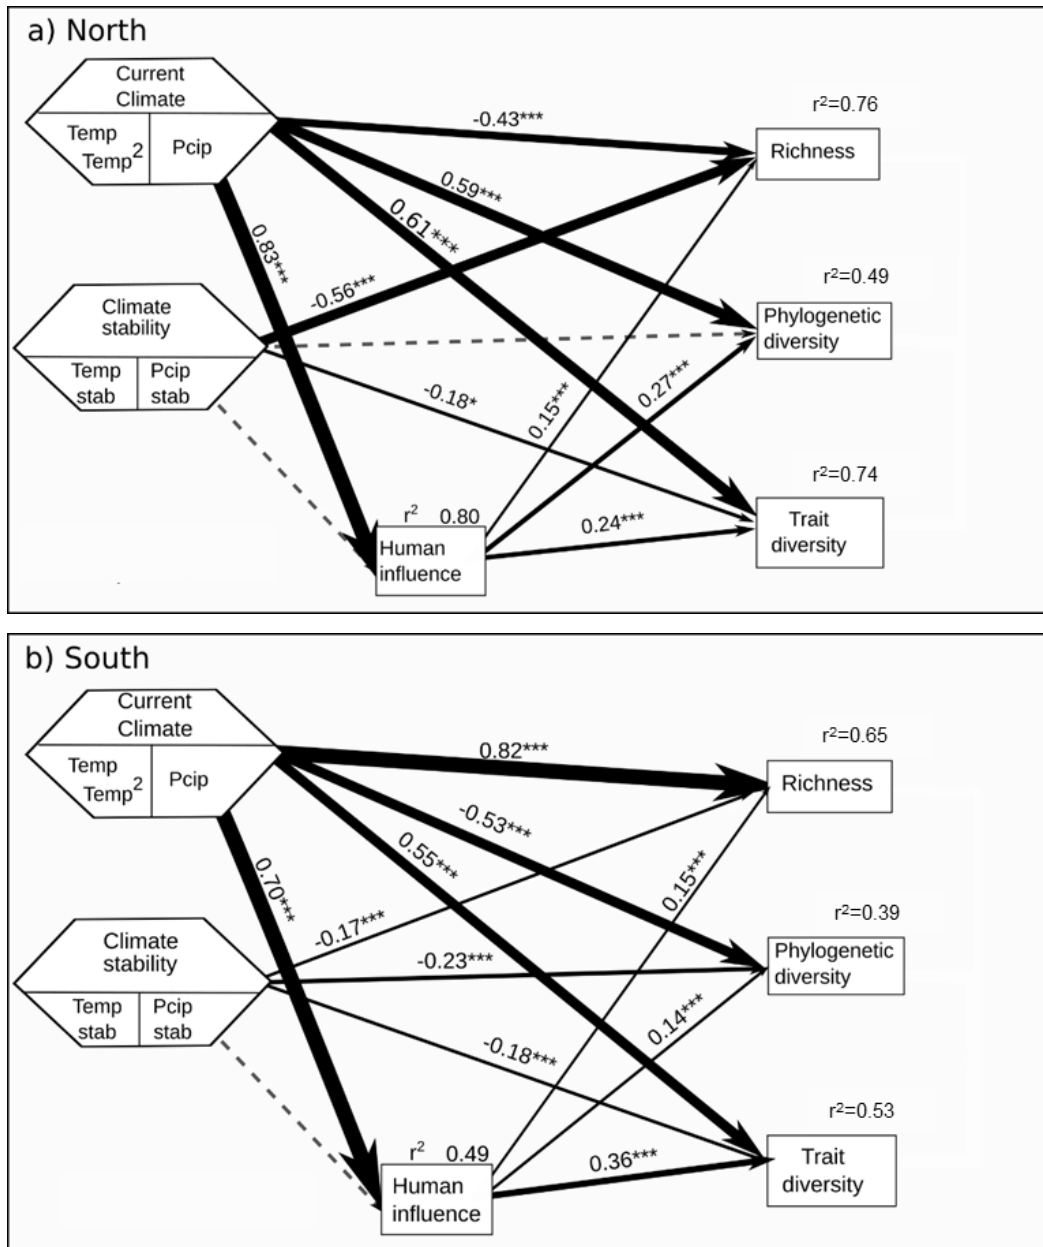 a) North
Current
Climate
Temp
Temp2
Pcip
r2=0.76
-0.43***
Richness
0.59***
0.61***
0.83***
-0.56***
Climate
stability
Temp
stab
Pcip
stab
r2=0.49
Phylogenetic
diversity
-0.18*
0.15***
0.27***
r2=0.74
Trait
diversity
r2 0.80
Human
influence
0.24***
b) South
Current
Climate
Temp
Temp2
Pcip
r2=0.65
0.82***
Richness
-0.53***
0.55***
0.70***
-0.17***
0.15***
Climate
stability
Temp
stab
Pcip
stab
r2=0.39
Phylogenetic
diversity
-0.23***
-0.18***
0.14***
r2=0.53
Trait
diversity
r2 0.49
Human
influence
0.36***